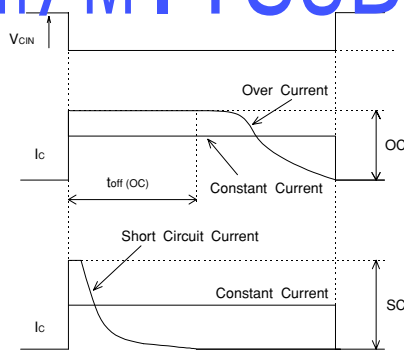 VCIN
Over Current
OC
Ic
toff (OC)
Constant Current
Short Circuit Current
Constant Current
SC
Ic